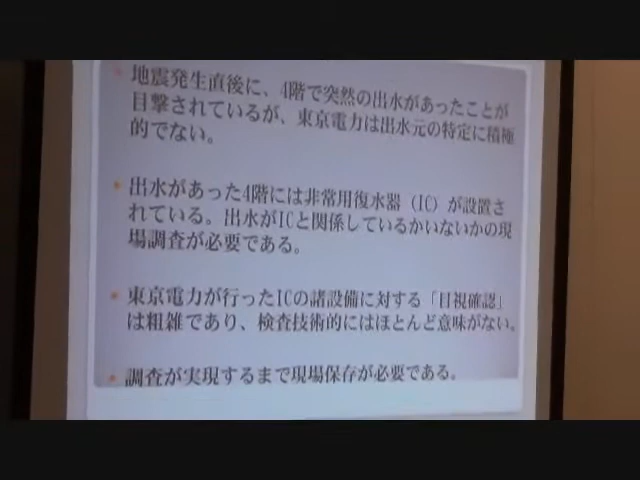 • 地震発生直後に、4階で突然の出水があったことが
目撃されているが、東京電力は出水元の特定に積極
的でない。
• 出水があった4階には非常用復水器（IC）が設置さ
れている。出水がICと関係しているかいないかの現
場調査が必要である。
• 東京電力が行ったICの諸設備に対する「目視確認」
は粗雑であり、検査技術的にはほとんど意味がない。
• 調査が実現するまで現場保存が必要である。